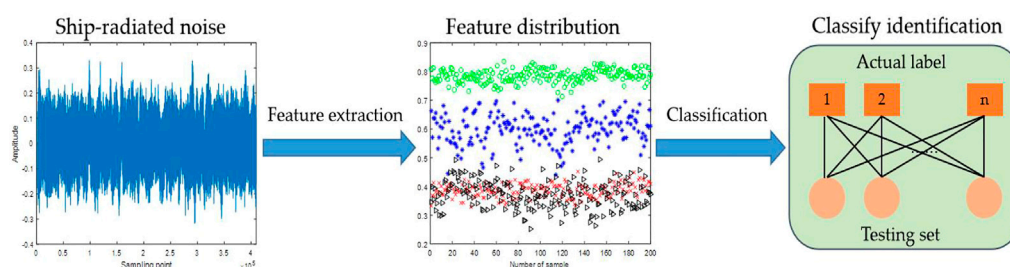 Ship-radiated noise
Feature distribution
Classify identification
0.4
0.3
0.2
0.1
0
-0.1
-0.2
-0.3
-0.4
Amplitude
0 0.5 1 1.5 2 2.5 3 3.5 4
Sampling point
×10⁵
Feature extraction
0.9
0.8
0.7
0.6
0.5
0.4
0.3
0.2
0 20 40 60 80 100 120 140 160 180 200
Number of sample
Classification
Actual label
1 2 n
......
Testing set